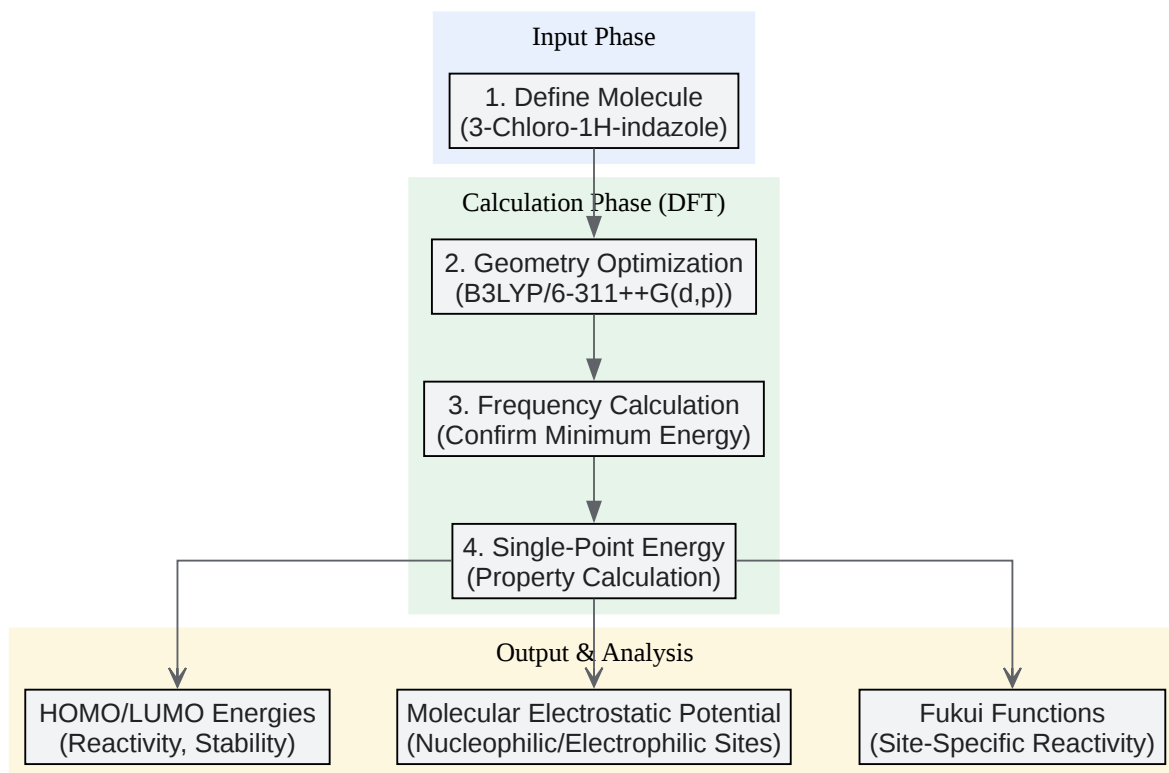 Input Phase
1. Define Molecule
(3-Chloro-1H-indazole)
Calculation Phase (DFT)
2. Geometry Optimization
(B3LYP/6-311++G(d,p))
3. Frequency Calculation
(Confirm Minimum Energy)
4. Single-Point Energy
(Property Calculation)
Output & Analysis
HOMO/LUMO Energies
(Reactivity, Stability)
Molecular Electrostatic Potential
(Nucleophilic/Electrophilic Sites)
Fukui Functions
(Site-Specific Reactivity)